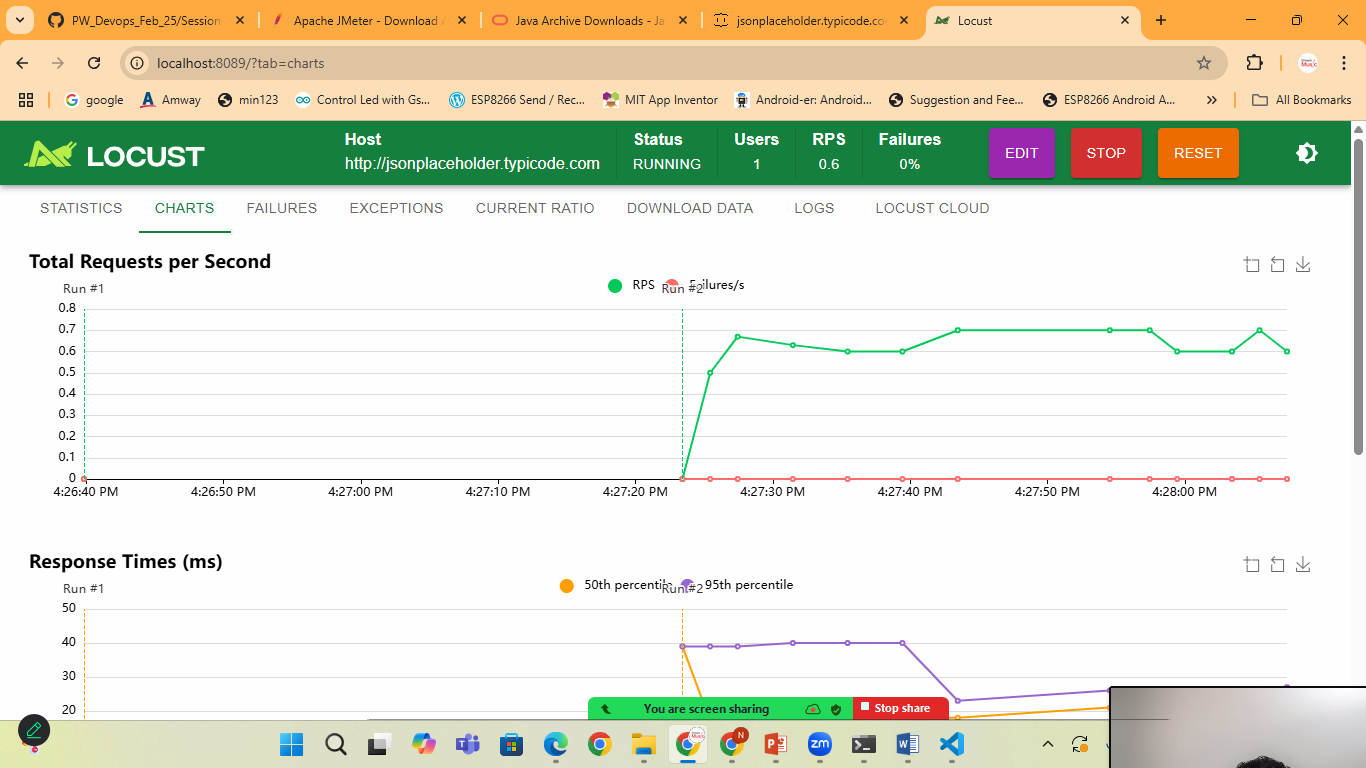 PW_Devops_Feb_25/Session
Apache JMeter - Download
Java Archive Downloads - Ja
jsonplaceholder.typicode.co
Locust
localhost:8089/?tab=charts
google
Amway
min123
Control Led with Gs...
ESP8266 Send / Rec...
MIT App Inventor
Android-er: Android...
Suggestion and Fee...
ESP8266 Android A...
All Bookmarks
LOCUST
Host
http://jsonplaceholder.typicode.com
Status
RUNNING
Users
1
RPS
0.6
Failures
0%
EDIT
STOP
RESET
STATISTICS
CHARTS
FAILURES
EXCEPTIONS
CURRENT RATIO
DOWNLOAD DATA
LOGS
LOCUST CLOUD
Total Requests per Second
RPS
Failures/s
Run #1
Run #2
0.8
0.7
0.6
0.5
0.4
0.3
0.2
0.1
0
4:26:40 PM
4:26:50 PM
4:27:00 PM
4:27:10 PM
4:27:20 PM
4:27:30 PM
4:27:40 PM
4:27:50 PM
4:28:00 PM
Response Times (ms)
50th percentile
95th percentile
Run #1
Run #2
50
40
30
20
You are screen sharing
Stop share
N
zm